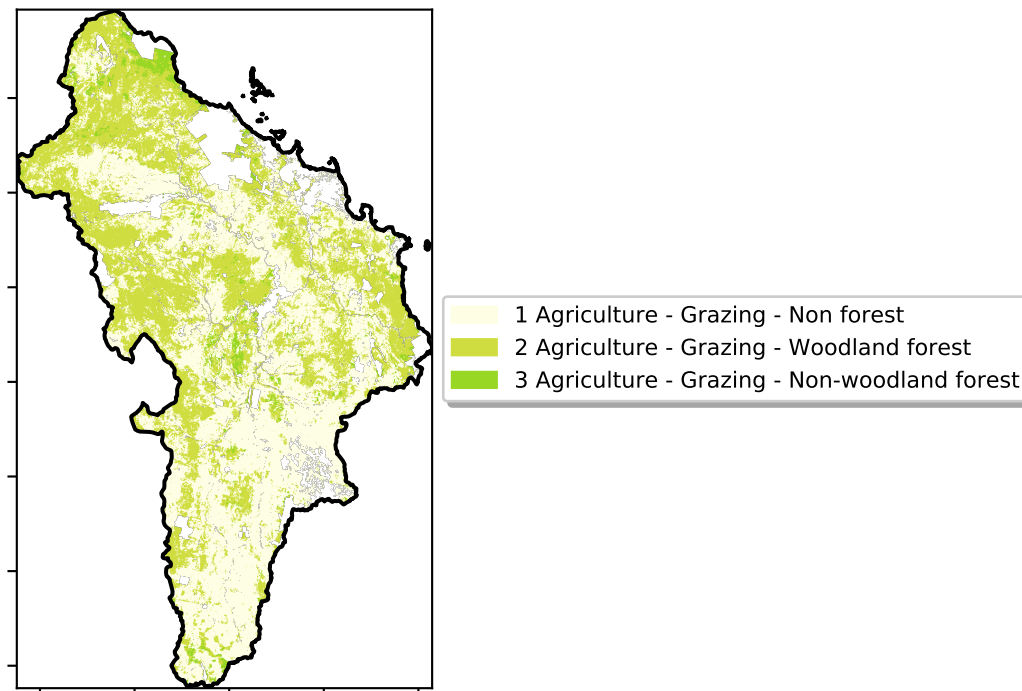 1 Agriculture - Grazing - Non forest
2 Agriculture - Grazing - Woodland forest
3 Agriculture - Grazing - Non-woodland forest